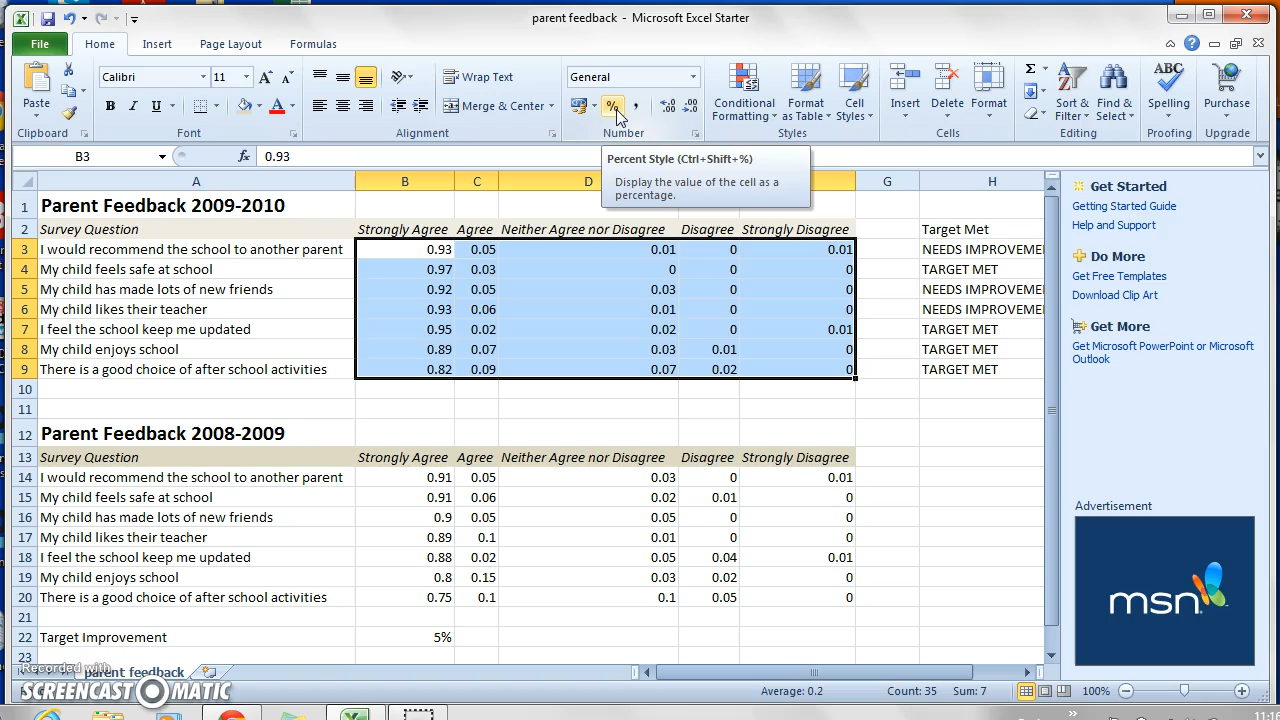 parent feedback - Microsoft Excel Starter
File Home Insert Page Layout Formulas
Paste Calibri 11 Wrap Text General Conditional Formatting Format as Table Cell Styles Insert Delete Format Sort & Filter Find & Select Spelling Purchase
B I U Merge & Center % ,
Clipboard Font Alignment Number Styles Cells Editing Proofing Upgrade
B3 fx 0.93
Percent Style (Ctrl+Shift+%)
Display the value of the cell as a
percentage.
A B C D G H
1 Parent Feedback 2009-2010
2 Survey Question Strongly Agree Agree Neither Agree nor Disagree Disagree Strongly Disagree Target Met
3 I would recommend the school to another parent 0.93 0.05 0.01 0 0.01 NEEDS IMPROVEME
4 My child feels safe at school 0.97 0.03 0 0 0 TARGET MET
5 My child has made lots of new friends 0.92 0.05 0.03 0 0 NEEDS IMPROVEME
6 My child likes their teacher 0.93 0.06 0.01 0 0 NEEDS IMPROVEME
7 I feel the school keep me updated 0.95 0.02 0.02 0 0.01 TARGET MET
8 My child enjoys school 0.89 0.07 0.03 0.01 0 TARGET MET
9 There is a good choice of after school activities 0.82 0.09 0.07 0.02 0 TARGET MET
10
11
12 Parent Feedback 2008-2009
13 Survey Question Strongly Agree Agree Neither Agree nor Disagree Disagree Strongly Disagree
14 I would recommend the school to another parent 0.91 0.05 0.03 0 0.01
15 My child feels safe at school 0.91 0.06 0.02 0.01 0
16 My child has made lots of new friends 0.9 0.05 0.05 0 0
17 My child likes their teacher 0.89 0.1 0.01 0 0
18 I feel the school keep me updated 0.88 0.02 0.05 0.04 0.01
19 My child enjoys school 0.8 0.15 0.03 0.02 0
20 There is a good choice of after school activities 0.75 0.1 0.1 0.05 0
21
22 Target Improvement 5%
23
Get Started
Getting Started Guide
Help and Support
Do More
Get Free Templates
Download Clip Art
Get More
Get Microsoft PowerPoint or Microsoft
Outlook
Advertisement
msn
parent feedback
Average: 0.2 Count: 35 Sum: 7 100%
Recorded with
SCREENCAST MATIC